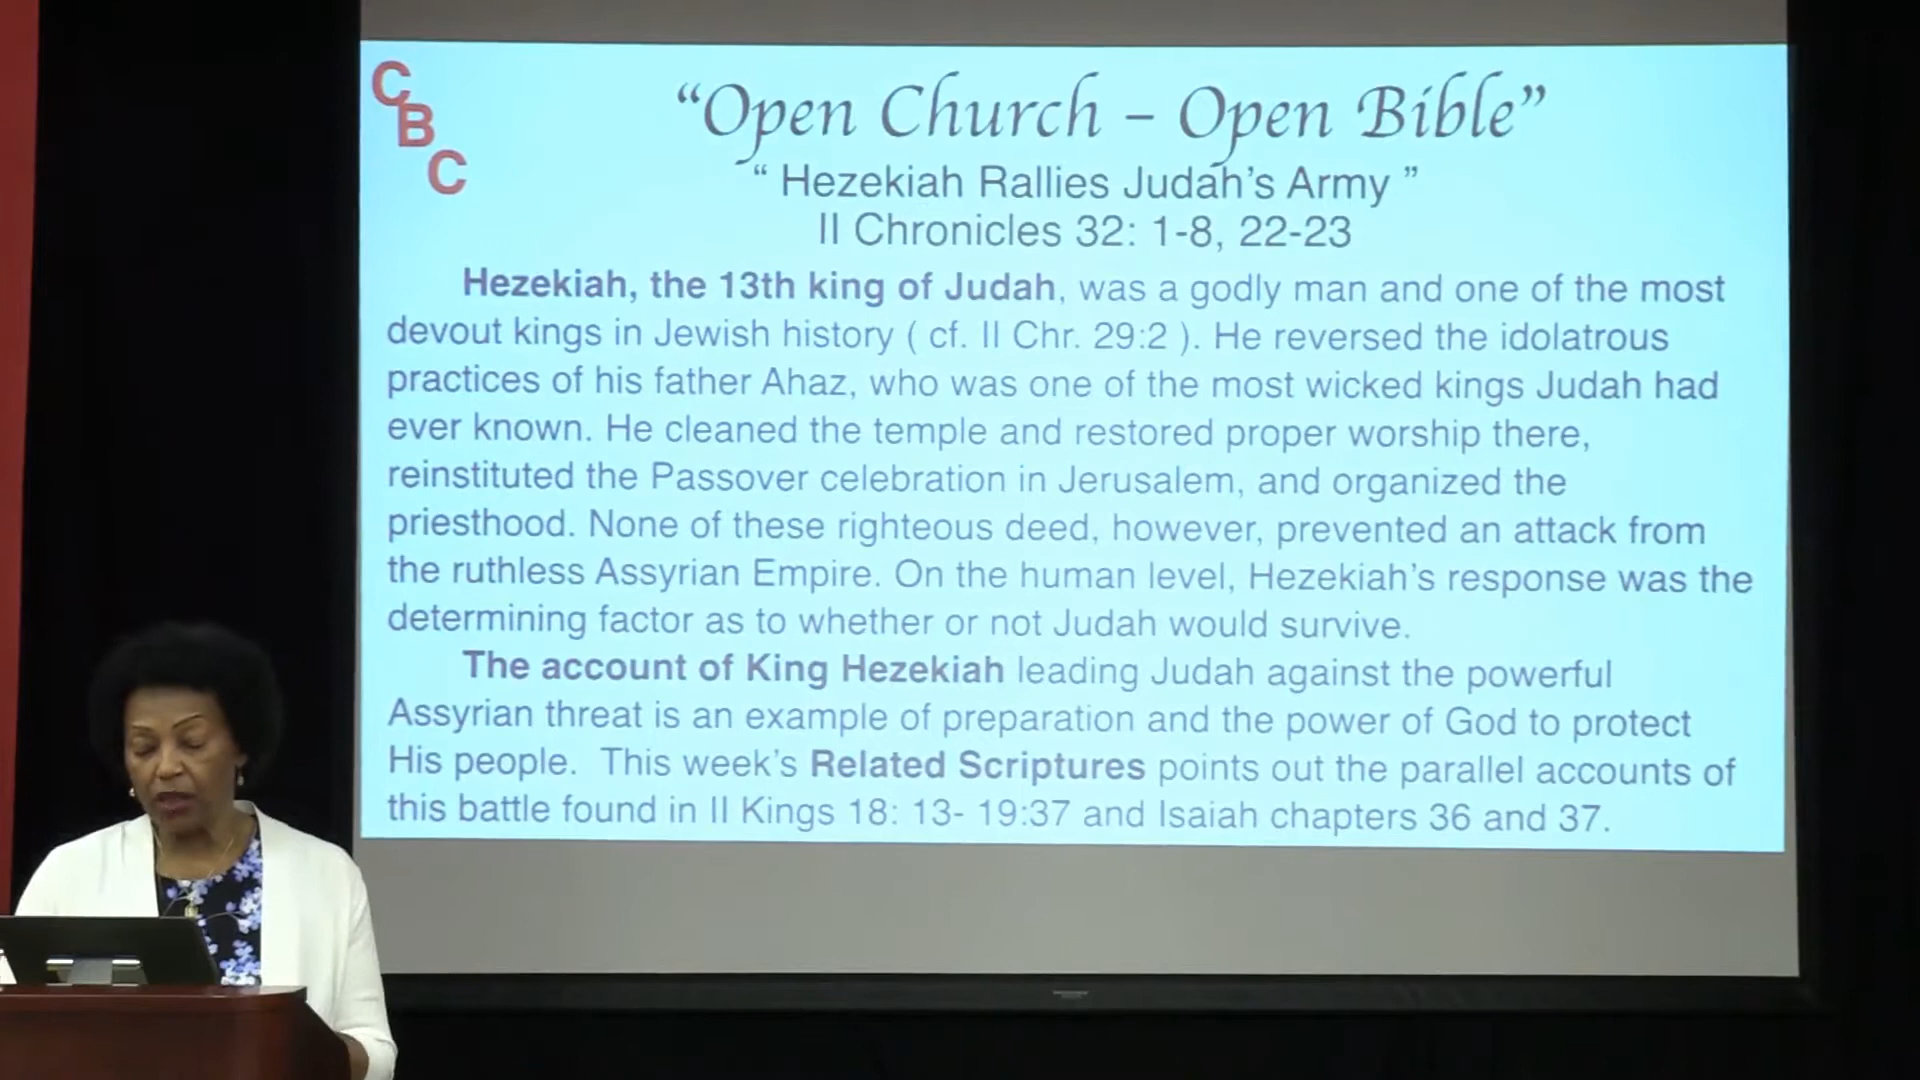 C
B
C
“Open Church – Open Bible”
“ Hezekiah Rallies Judah’s Army ”
II Chronicles 32: 1-8, 22-23
Hezekiah, the 13th king of Judah, was a godly man and one of the most
devout kings in Jewish history ( cf. II Chr. 29:2 ). He reversed the idolatrous
practices of his father Ahaz, who was one of the most wicked kings Judah had
ever known. He cleaned the temple and restored proper worship there,
reinstituted the Passover celebration in Jerusalem, and organized the
priesthood. None of these righteous deed, however, prevented an attack from
the ruthless Assyrian Empire. On the human level, Hezekiah’s response was the
determining factor as to whether or not Judah would survive.
The account of King Hezekiah leading Judah against the powerful
Assyrian threat is an example of preparation and the power of God to protect
His people. This week’s Related Scriptures points out the parallel accounts of
this battle found in II Kings 18: 13- 19:37 and Isaiah chapters 36 and 37.